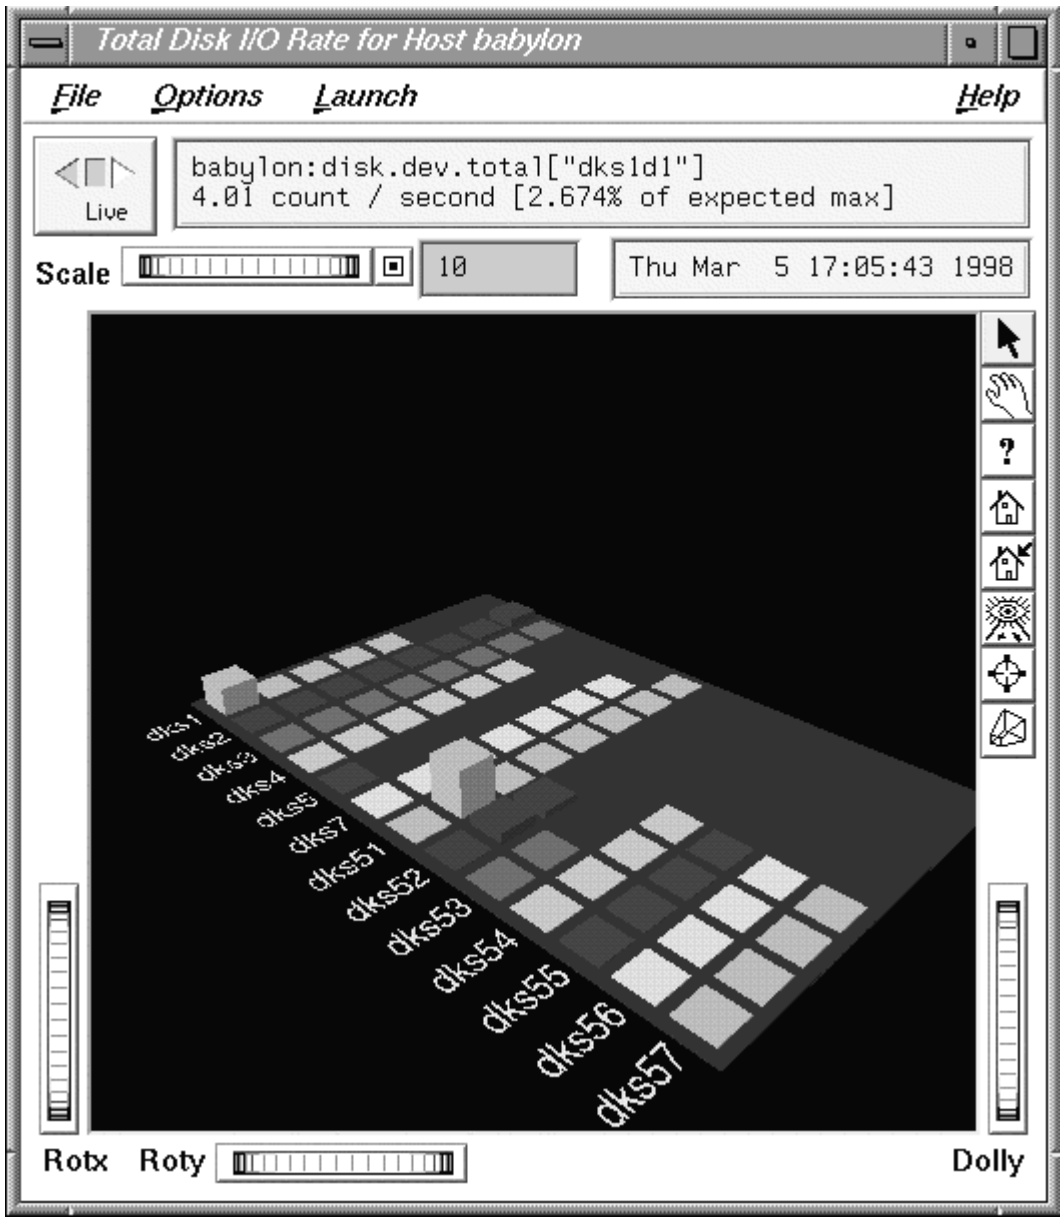 Total Disk I/O Rate for Host babylon
File Options Launch Help
babylon:disk.dev.total["dks1d1"]
4.01 count / second [2.674% of expected max]
Live
Scale 10 Thu Mar 5 17:05:43 1998
?
dks1
dks2
dks3
dks4
dks5
dks7
dks51
dks52
dks53
dks54
dks55
dks56
dks57
Rotx Roty Dolly